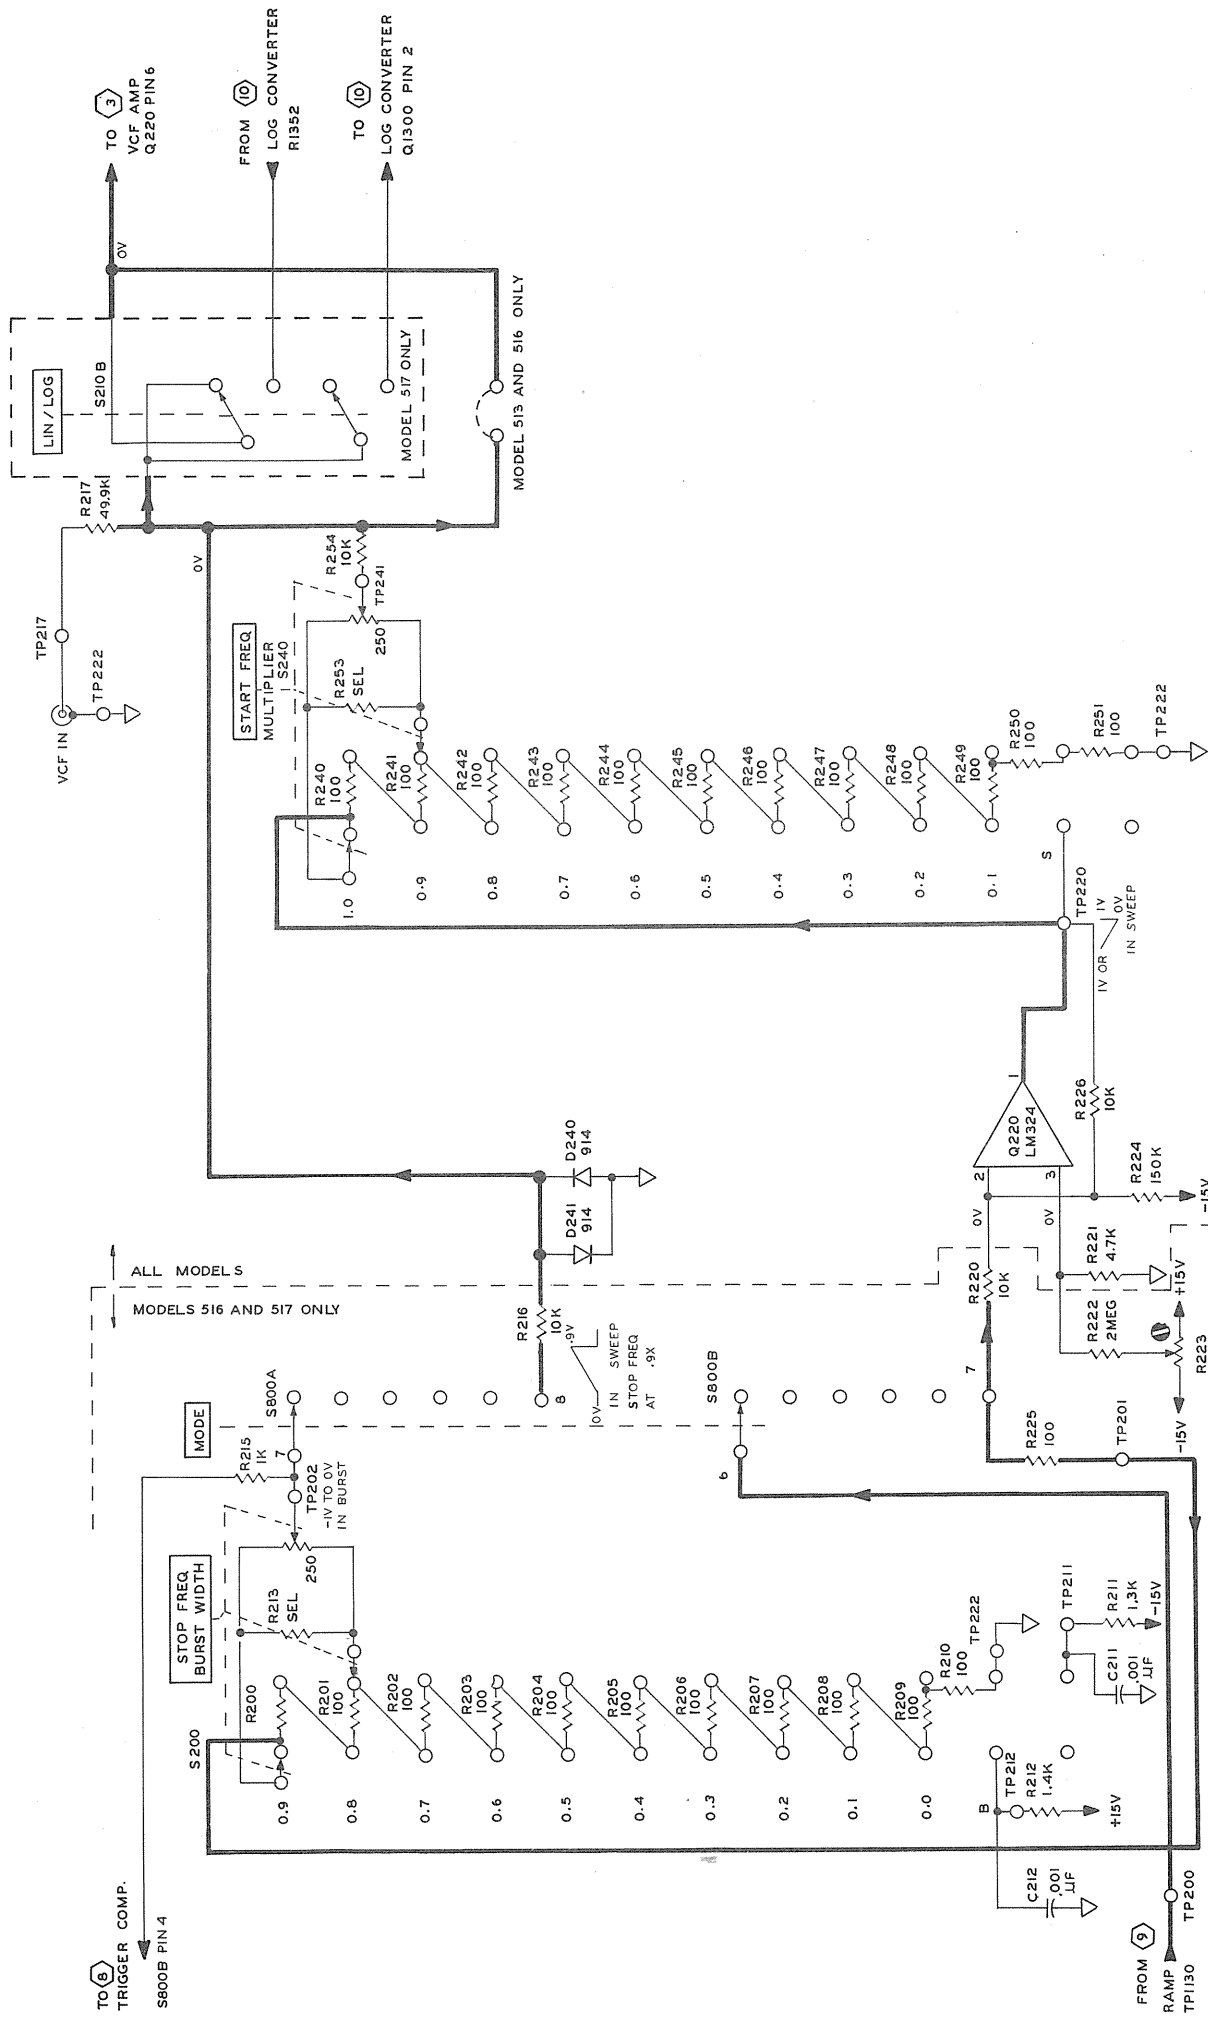 TO 3
VCF AMP
Q220 PIN 6
FROM 10
LOG CONVERTER
R1352
TO 10
LOG CONVERTER
Q1300 PIN 2
0V
LIN / LOG
S210B
MODEL 517 ONLY
MODEL 513 AND 516 ONLY
R217
49.9K
TP217
VCF IN
TP222
0V
R254
10K
TP241
250
START FREQ
MULTIPLIER
S240
R253
SEL
R240
100
R241
100
R242
100
R243
100
R244
100
R245
100
R246
100
R247
100
R248
100
R249
100
R250
100
R251
100
TP222
1.0
0.9
0.8
0.7
0.6
0.5
0.4
0.3
0.2
0.1
S
TP220
1V OR
1V
0V
IN SWEEP
D240
914
D241
914
1
Q220
LM324
2
3
0V
0V
R226
10K
R224
150K
-15V
R221
4.7K
R220
10K
R222
2MEG
+15V
R223
-15V
ALL MODELS
MODELS 516 AND 517 ONLY
R216
10K
.9V
0V
IN SWEEP
STOP FREQ
AT .9X
8
S800A
MODE
S800B
7
R225
100
TP201
6
R215
1K
7
TP202
-1V TO 0V
IN BURST
250
STOP FREQ
BURST WIDTH
R213
SEL
S200
R200
R201
100
R202
100
R203
100
R204
100
R205
100
R206
100
R207
100
R208
100
R209
100
R210
100
TP222
TP211
R211
1.3K
-15V
C211
.001
µF
0.9
0.8
0.7
0.6
0.5
0.4
0.3
0.2
0.1
0.0
B
TP212
R212
1.4K
+15V
C212
.001
µF
TO 8
TRIGGER COMP.
S800B PIN 4
FROM 9
RAMP
TP1130
TP200